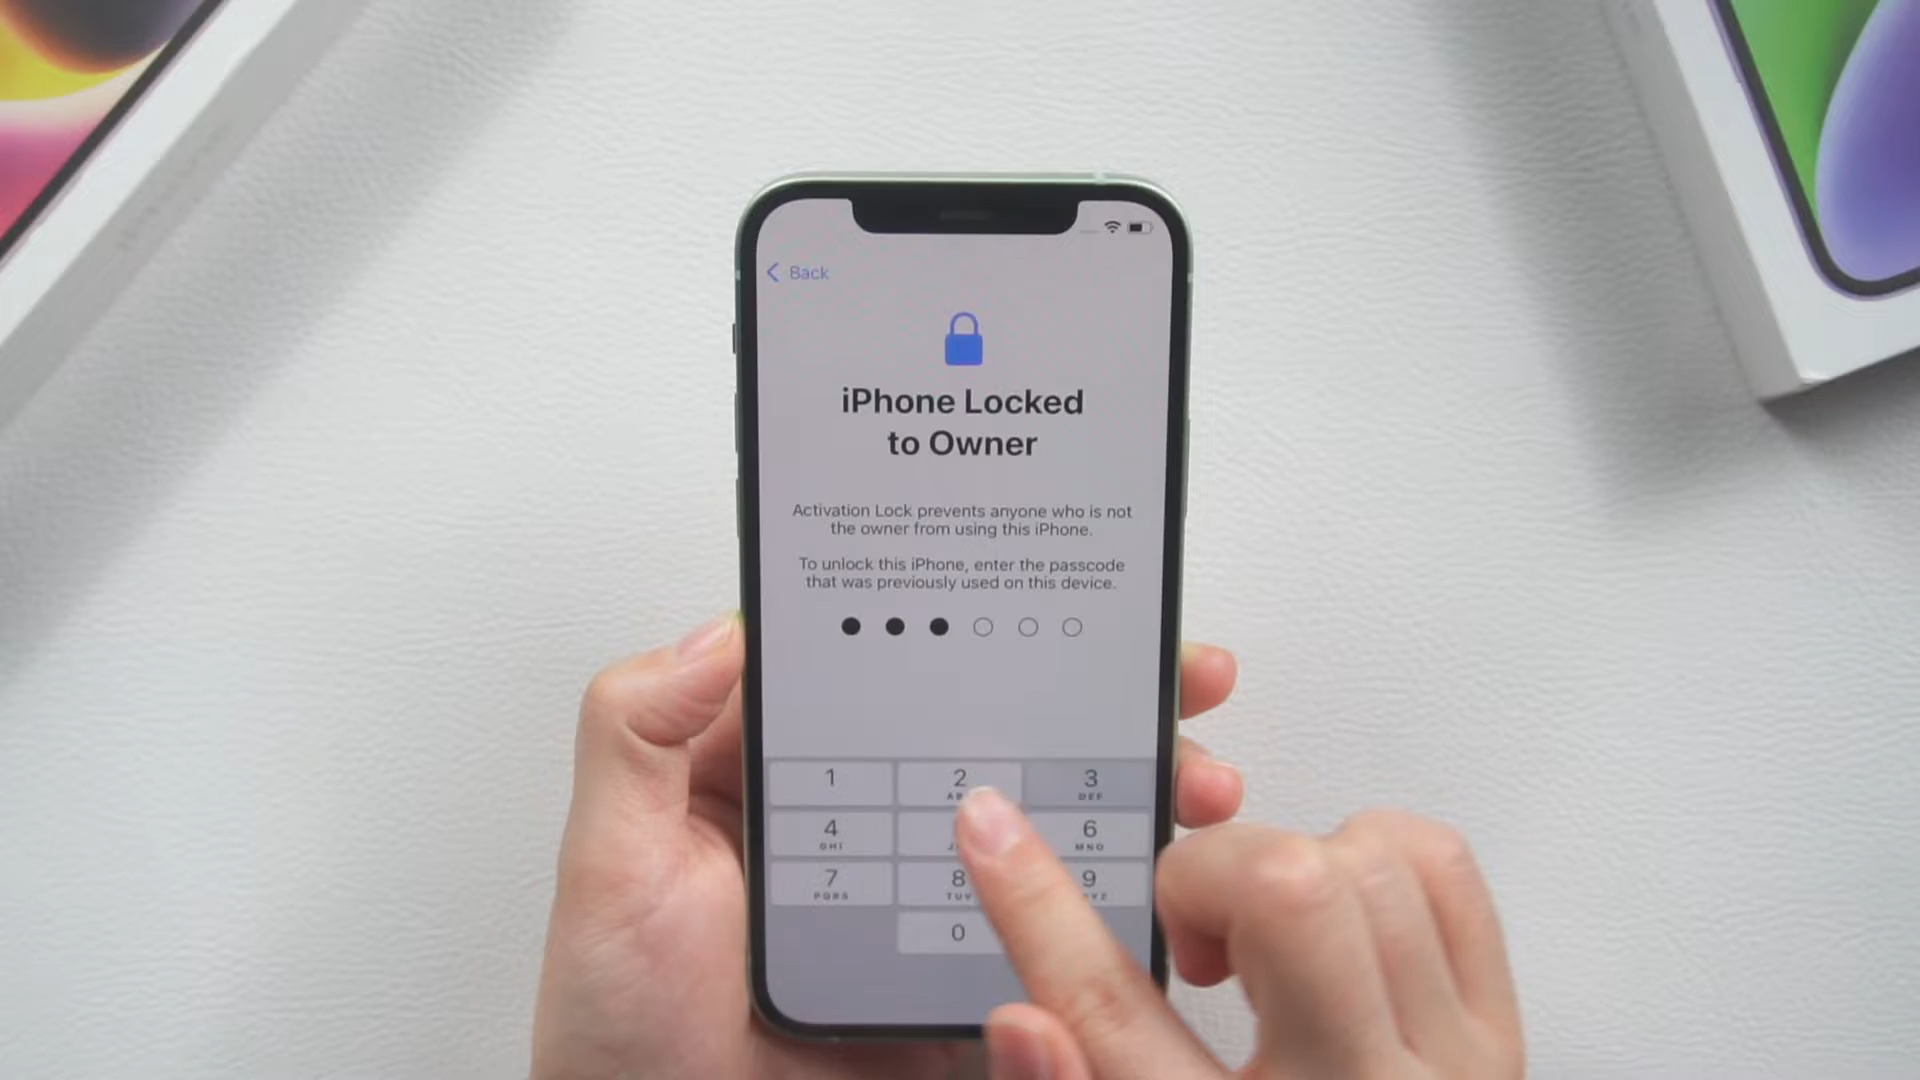 Back
iPhone Locked
to Owner
Activation Lock prevents anyone who is not
the owner from using this iPhone.
To unlock this iPhone, enter the passcode
that was previously used on this device.
1 2 3
DEF
4 6
GHI MNO
7 8 9
PQRS TUV
0